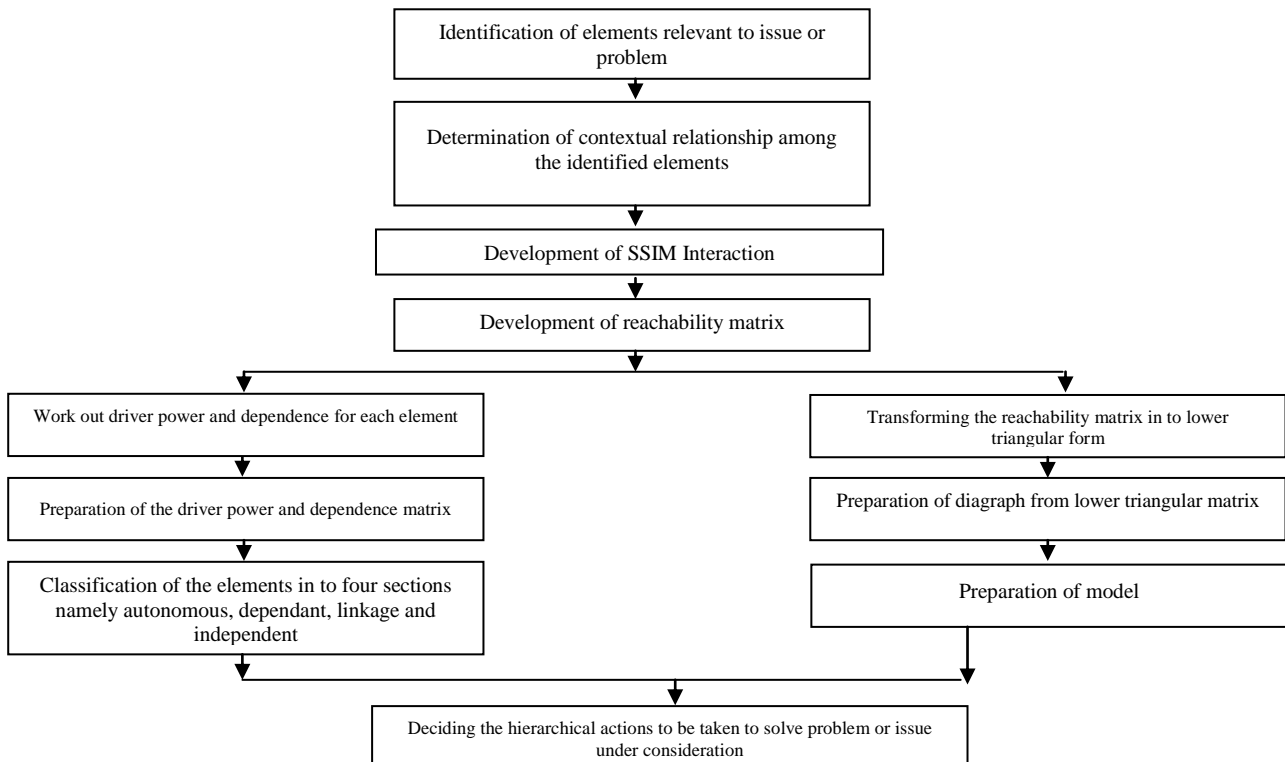 Identification of elements relevant to issue or
problem
Determination of contextual relationship among
the identified elements
Development of SSIM Interaction
Development of reachability matrix
Work out driver power and dependence for each element
Preparation of the driver power and dependence matrix
Classification of the elements in to four sections
namely autonomous, dependant, linkage and
independent
Transforming the reachability matrix in to lower
triangular form
Preparation of diagraph from lower triangular matrix
Preparation of model
Deciding the hierarchical actions to be taken to solve problem or issue
under consideration